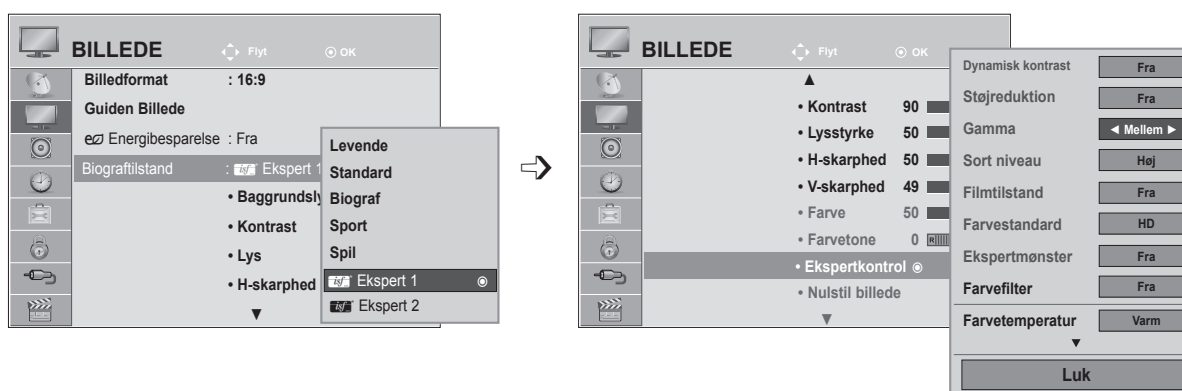 BILLEDE Flyt OK
Billedformat : 16:9
Guiden Billede
Energibesparelse : Fra
Biograftilstand : isf Ekspert 1
• Baggrundsly
• Kontrast
• Lys
• H-skarphed
▼
Levende
Standard
Biograf
Sport
Spil
isf Ekspert 1
isf Ekspert 2
BILLEDE Flyt OK
▲
• Kontrast 90
• Lysstyrke 50
• H-skarphed 50
• V-skarphed 49
• Farve 50
• Farvetone 0 R
• Ekspertkontrol
• Nulstil billede
▼
Dynamisk kontrast Fra
Støjreduktion Fra
Gamma ◀ Mellem ▶
Sort niveau Høj
Filmtilstand Fra
Farvestandard HD
Ekspertmønster Fra
Farvefilter Fra
Farvetemperatur Varm
▼
Luk